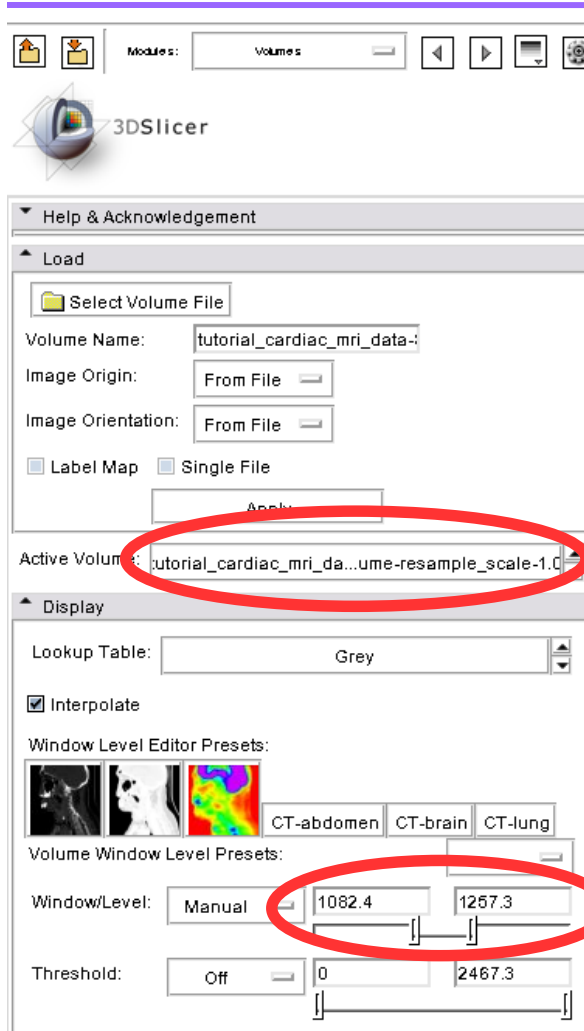 Modules: Volumes
3DSlicer
Help & Acknowledgement
Load
Select Volume File
Volume Name: tutorial_cardiac_mri_data-
Image Origin: From File
Image Orientation: From File
Label Map Single File
Apply
Active Volume: tutorial_cardiac_mri_da...ume-resample_scale-1.0
Display
Lookup Table: Grey
Interpolate
Window Level Editor Presets:
CT-abdomen CT-brain CT-lung
Volume Window Level Presets:
Window/Level: Manual 1082.4 1257.3
Threshold: Off 0 2467.3